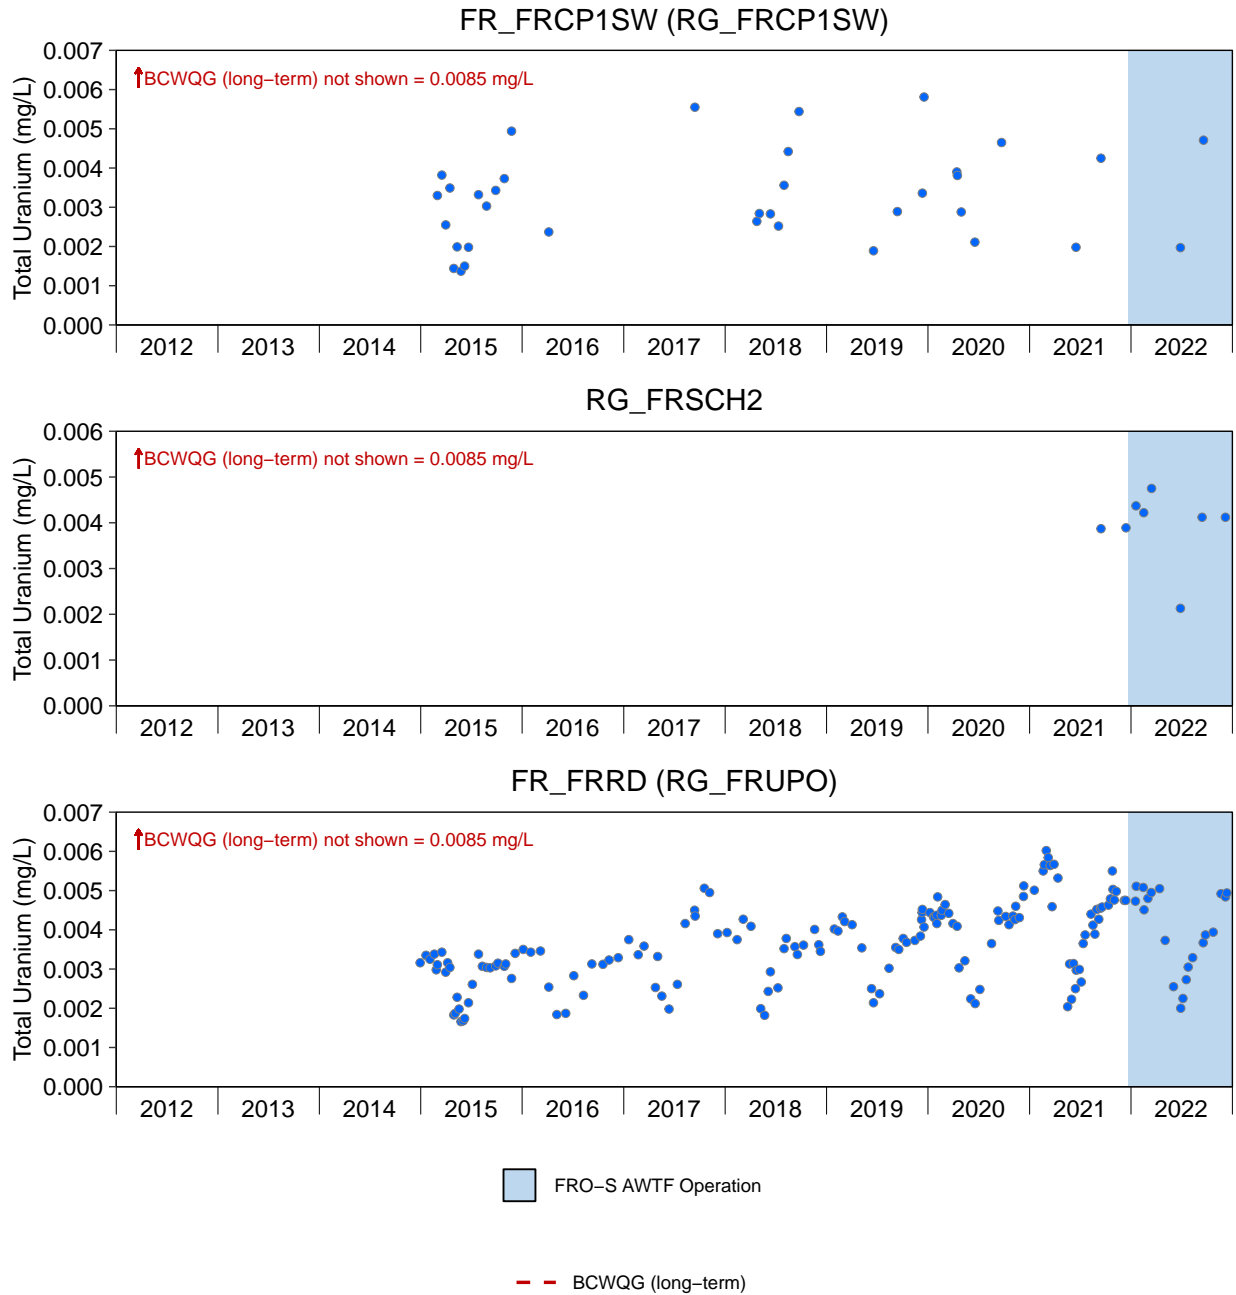 FR_FRCP1SW (RG_FRCP1SW)
Total Uranium (mg/L)
0.007
0.006
0.005
0.004
0.003
0.002
0.001
0.000
BCWQG (long−term) not shown = 0.0085 mg/L
2012 2013 2014 2015 2016 2017 2018 2019 2020 2021 2022
RG_FRSCH2
Total Uranium (mg/L)
0.006
0.005
0.004
0.003
0.002
0.001
0.000
BCWQG (long−term) not shown = 0.0085 mg/L
2012 2013 2014 2015 2016 2017 2018 2019 2020 2021 2022
FR_FRRD (RG_FRUPO)
Total Uranium (mg/L)
0.007
0.006
0.005
0.004
0.003
0.002
0.001
0.000
BCWQG (long−term) not shown = 0.0085 mg/L
2012 2013 2014 2015 2016 2017 2018 2019 2020 2021 2022
FRO−S AWTF Operation
BCWQG (long−term)